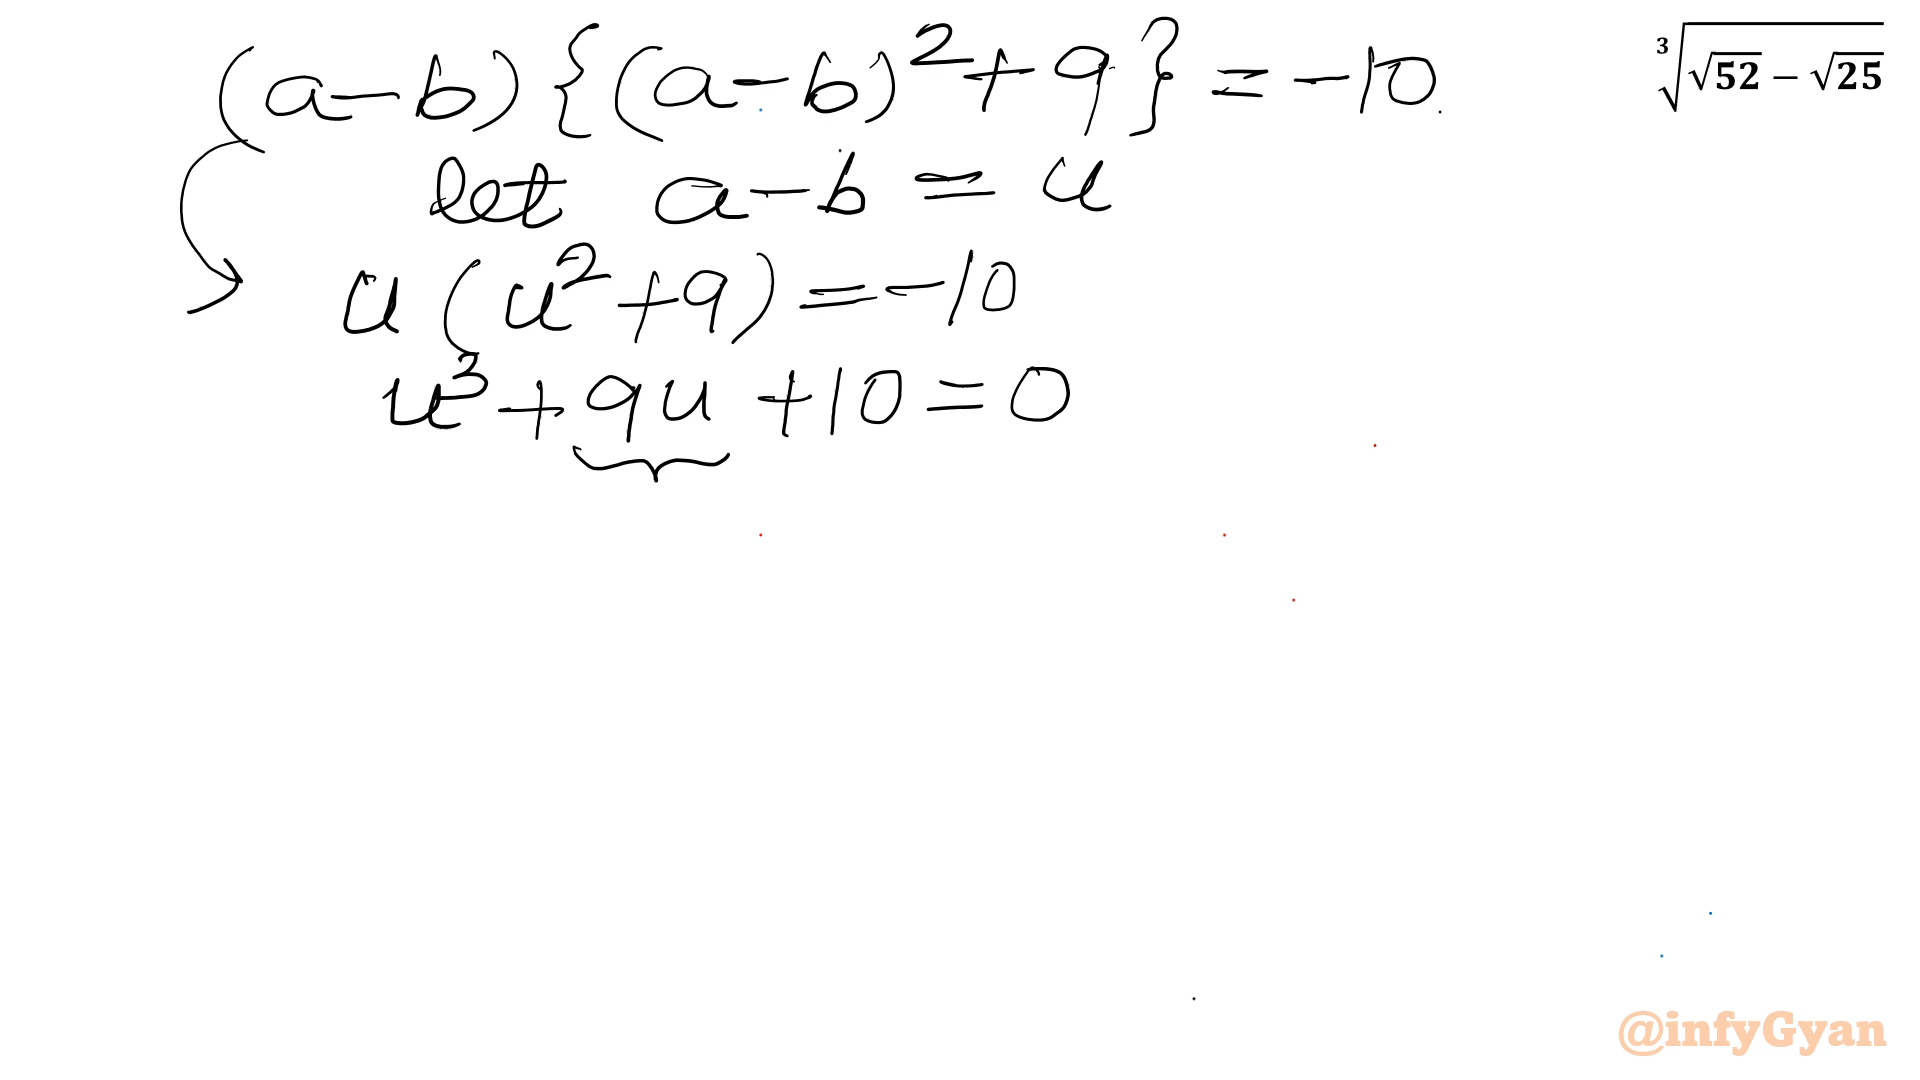 (a-b){(a-b)²+9}=-10
∛(√52 − √25)
let a-b=u
u(u²+9)=-10
u³+9u+10=0
@infyGyan